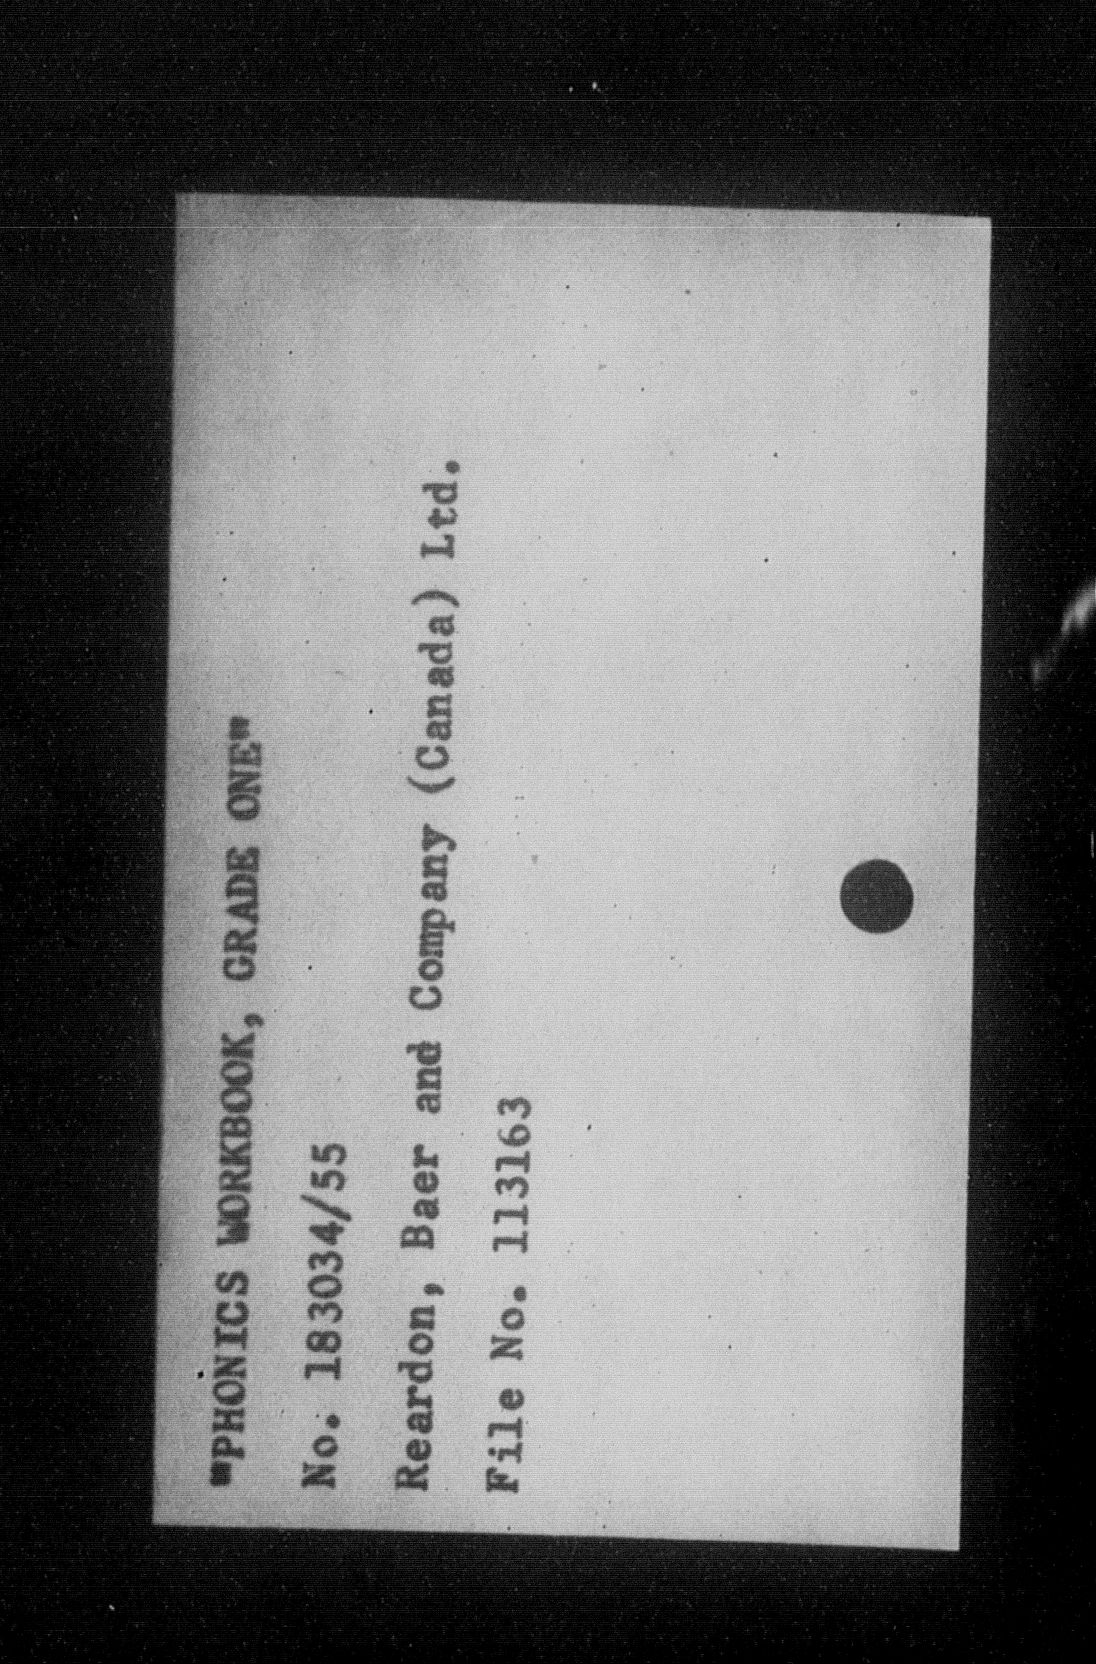 "PHONICS WORKBOOK, GRADE ONE"
No. 183034/55
Reardon, Baer and Company (Canada) Ltd.
File No. 113163